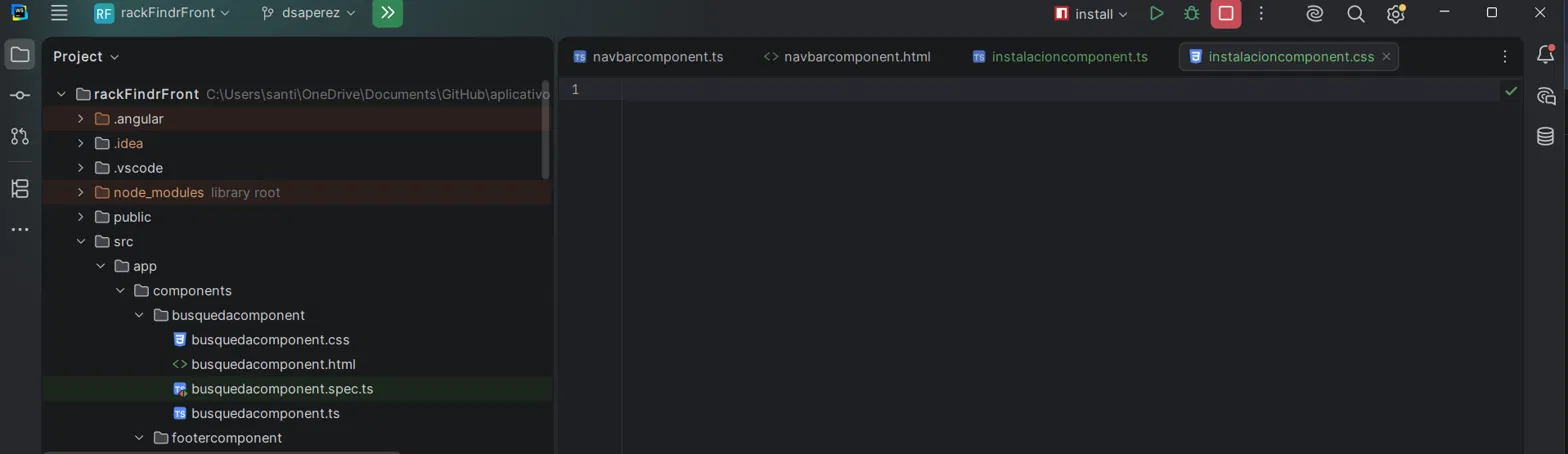 WS RF rackFindrFront dsaperez install
Project
navbarcomponent.ts navbarcomponent.html instalacioncomponent.ts instalacioncomponent.css
rackFindrFront C:\Users\santi\OneDrive\Documents\GitHub\aplicativo
1
.angular
.idea
.vscode
node_modules library root
public
src
app
components
busquedacomponent
busquedacomponent.css
busquedacomponent.html
busquedacomponent.spec.ts
busquedacomponent.ts
footercomponent